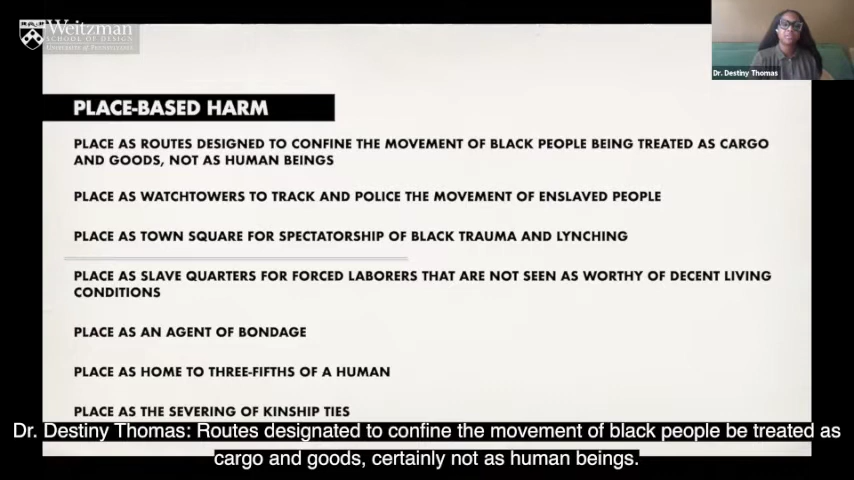 Weitzman
SCHOOL OF DESIGN
UNIVERSITY of PENNSYLVANIA
Dr. Destiny Thomas
PLACE-BASED HARM
PLACE AS ROUTES DESIGNED TO CONFINE THE MOVEMENT OF BLACK PEOPLE BEING TREATED AS CARGO
AND GOODS, NOT AS HUMAN BEINGS
PLACE AS WATCHTOWERS TO TRACK AND POLICE THE MOVEMENT OF ENSLAVED PEOPLE
PLACE AS TOWN SQUARE FOR SPECTATORSHIP OF BLACK TRAUMA AND LYNCHING
PLACE AS SLAVE QUARTERS FOR FORCED LABORERS THAT ARE NOT SEEN AS WORTHY OF DECENT LIVING
CONDITIONS
PLACE AS AN AGENT OF BONDAGE
PLACE AS HOME TO THREE-FIFTHS OF A HUMAN
PLACE AS THE SEVERING OF KINSHIP TIES
Dr. Destiny Thomas: Routes designated to confine the movement of black people be treated as
cargo and goods, certainly not as human beings.